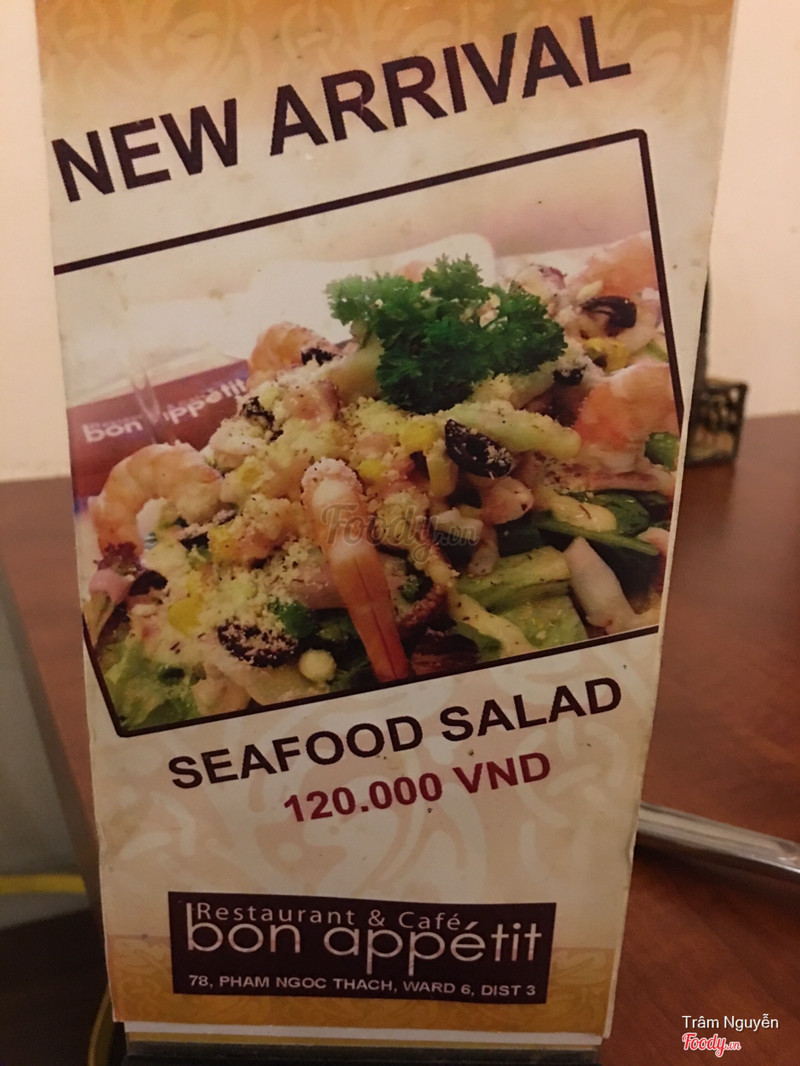 NEW ARRIVAL
bon appétit
Foody.vn
SEAFOOD SALAD
120.000 VND
Restaurant & Café
bon appétit
78, PHAM NGOC THACH, WARD 6, DIST 3
Trâm Nguyễn
Foody.vn